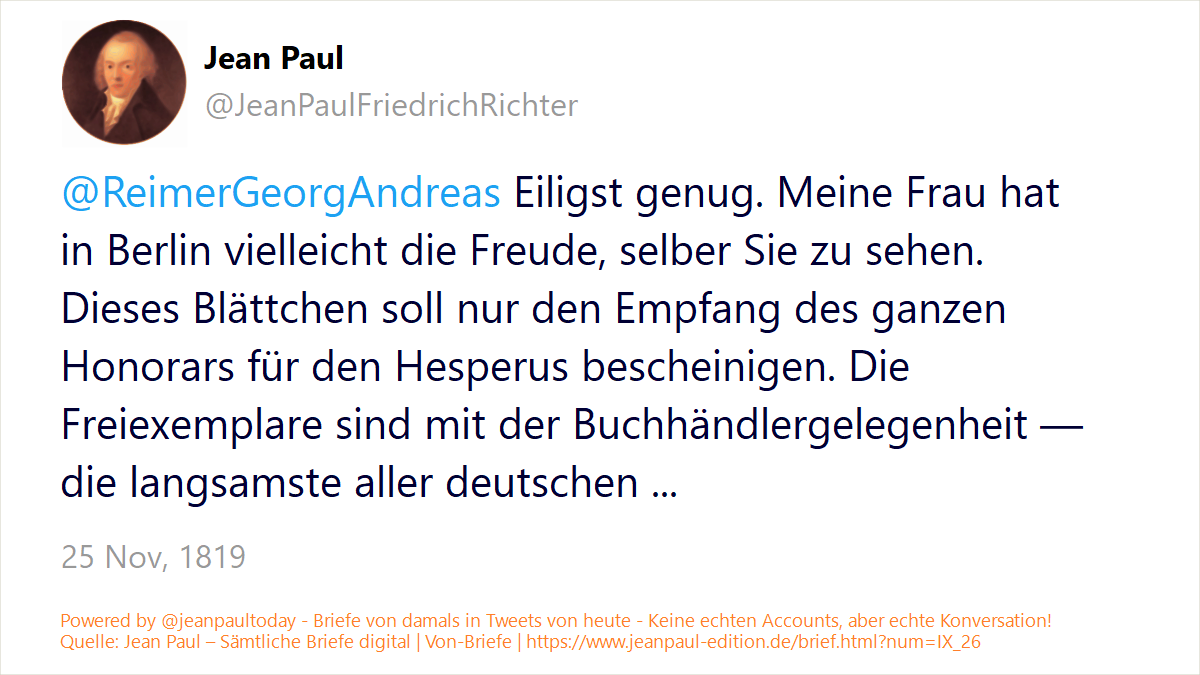 Jean Paul
@JeanPaulFriedrichRichter
@ReimerGeorgAndreas Eiligst genug. Meine Frau hat
in Berlin vielleicht die Freude, selber Sie zu sehen.
Dieses Blättchen soll nur den Empfang des ganzen
Honorars für den Hesperus bescheinigen. Die
Freiexemplare sind mit der Buchhändlergelegenheit —
die langsamste aller deutschen ...
25 Nov, 1819
Powered by @jeanpaultoday - Briefe von damals in Tweets von heute - Keine echten Accounts, aber echte Konversation!
Quelle: Jean Paul – Sämtliche Briefe digital | Von-Briefe | https://www.jeanpaul-edition.de/brief.html?num=IX_26